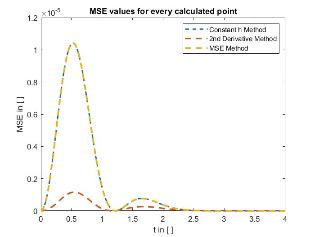 MSE values for every calculated point
×10⁻⁵
Constant h Method
2nd Derivative Method
MSE Method
1.2
1
0.8
0.6
0.4
0.2
0
MSE in [ ]
0 0.5 1 1.5 2 2.5 3 3.5 4
t in [ ]